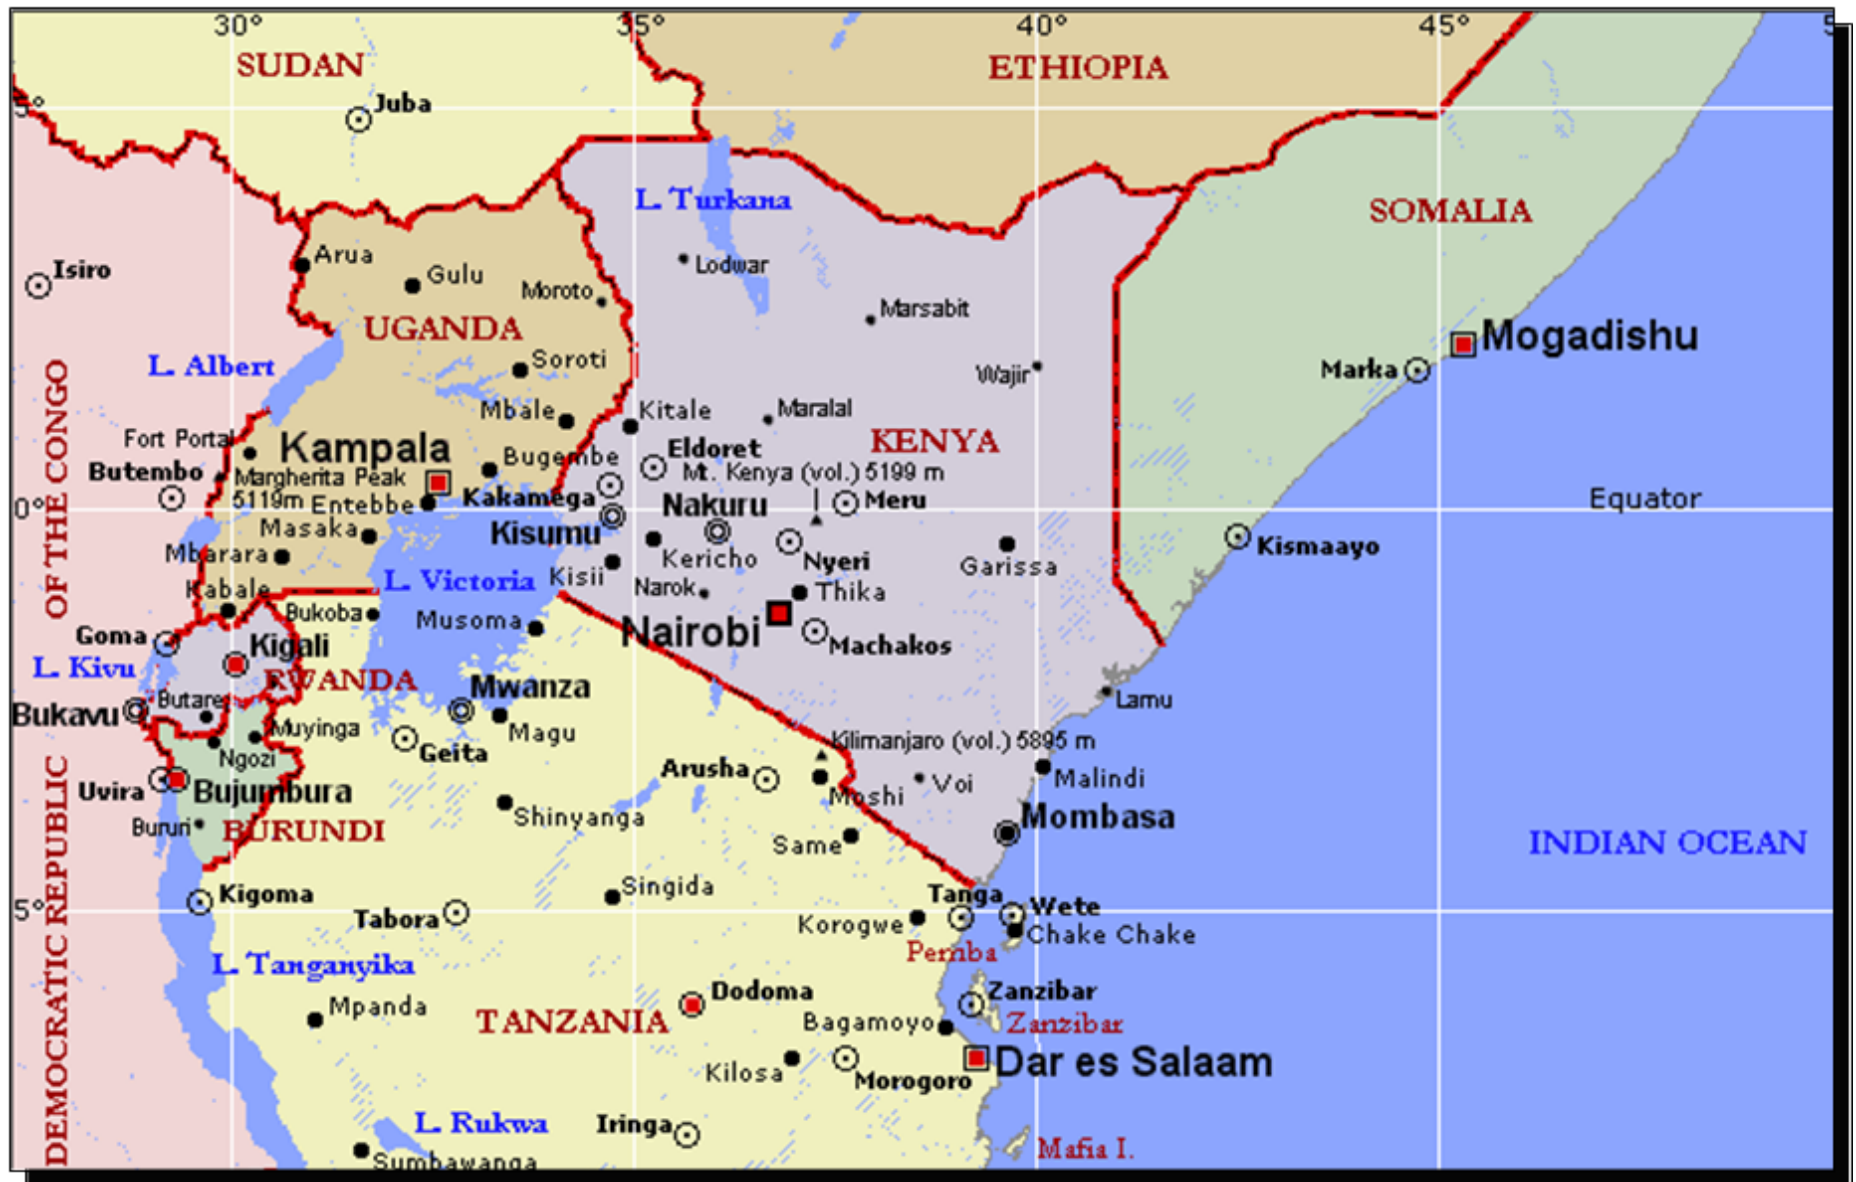 30°
35°
40°
45°
5
SUDAN
ETHIOPIA
5°
Juba
L. Turkana
SOMALIA
Arua
Isiro
Gulu
Lodwar
Moroto
Marsabit
UGANDA
Mogadishu
L. Albert
Soroti
Wajir
Marka
Mbale
Kitale
Maralal
Fort Portal
Kampala
Eldoret
KENYA
Butembo
Margherita Peak
5119m
Bugembe
Mt. Kenya (vol.) 5199 m
0°
Entebbe
Kakamega
Nakuru
Meru
Equator
Masaka
Kisumu
Mbarara
Kericho
Nyeri
Garissa
Kismaayo
Kabale
L. Victoria
Kisii
Narok
Thika
Bukoba
Musoma
Goma
Kigali
Nairobi
Machakos
L. Kivu
RWANDA
Mwanza
Butare
Lamu
Bukavu
Muyinga
Magu
Ngozi
Geita
Kilimanjaro (vol.) 5895 m
Arusha
Uvira
Bujumbura
Moshi
Voi
Malindi
Shinyanga
Mombasa
Bururi
BURUNDI
Same
INDIAN OCEAN
Kigoma
Singida
Tanga
Wete
5°
Tabora
Korogwe
Chake Chake
Pemba
L. Tanganyika
Dodoma
Zanzibar
Mpanda
TANZANIA
Bagamoyo
Zanzibar
Kilosa
Morogoro
Dar es Salaam
L. Rukwa
Iringa
Mafia I.
Sumbawanga
DEMOCRATIC REPUBLIC
OF THE CONGO